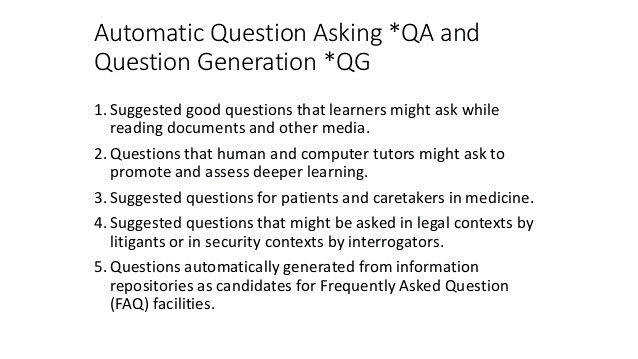 Automatic Question Asking *QA and
Question Generation *QG
1. Suggested good questions that learners might ask while
reading documents and other media.
2. Questions that human and computer tutors might ask to
promote and assess deeper learning.
3. Suggested questions for patients and caretakers in medicine.
4. Suggested questions that might be asked in legal contexts by
litigants or in security contexts by interrogators.
5. Questions automatically generated from information
repositories as candidates for Frequently Asked Question
(FAQ) facilities.